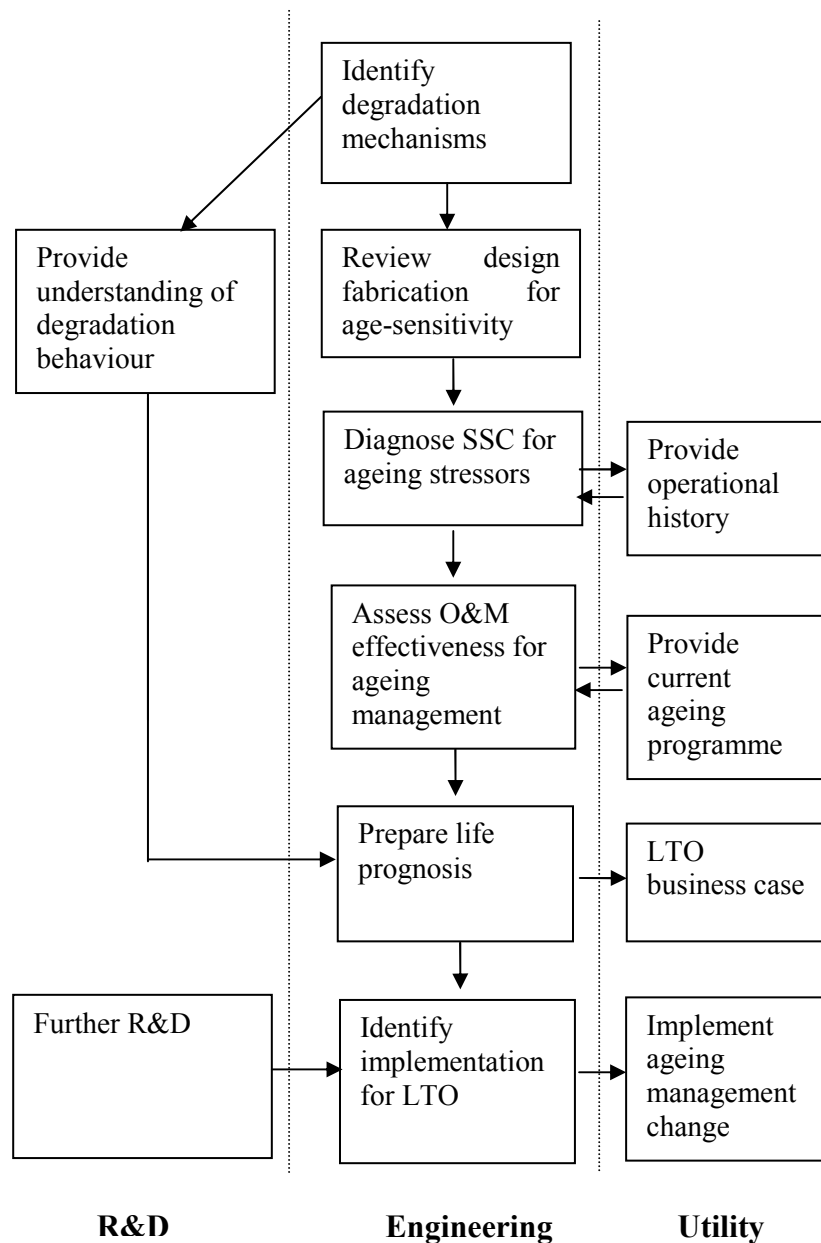 Identify
degradation
mechanisms
Provide
understanding of
degradation
behaviour
Review design
fabrication for
age-sensitivity
Diagnose SSC for
ageing stressors
Provide
operational
history
Assess O&M
effectiveness for
ageing
management
Provide
current
ageing
programme
Prepare life
prognosis
LTO
business case
Further R&D
Identify
implementation
for LTO
Implement
ageing
management
change
R&D Engineering Utility